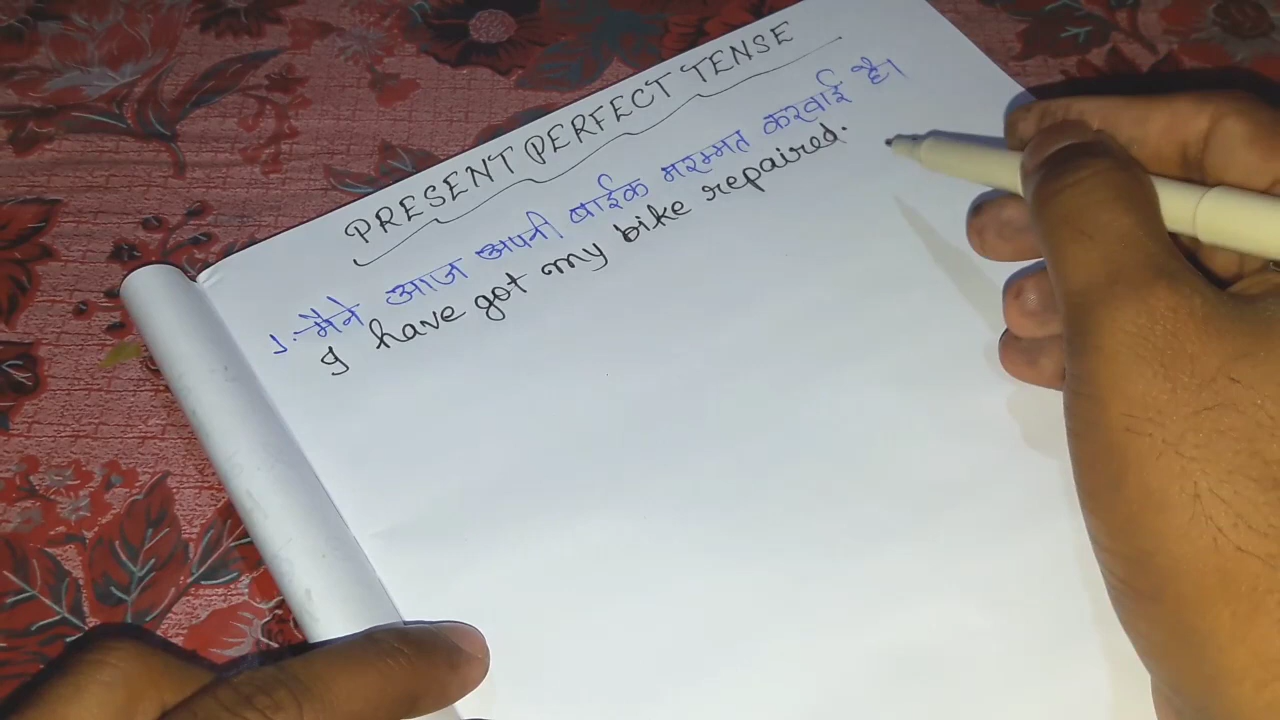 PRESENT PERFECT TENSE
1. मैने आज अपनी बाईक मरम्मत करवाई है।
I have got my bike repaired.